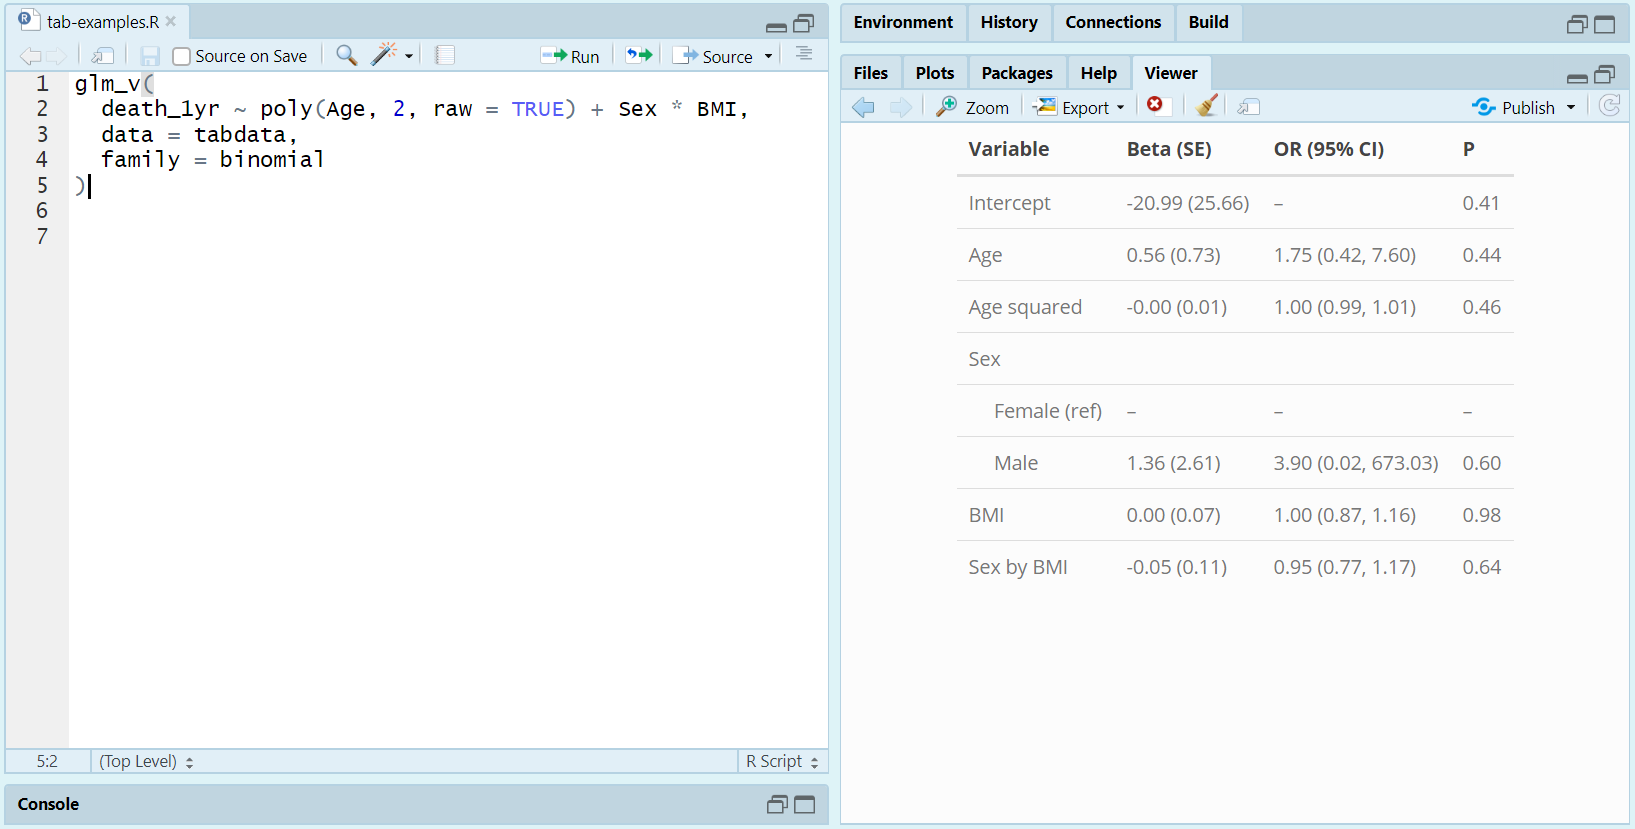 tab-examples.R
Source on Save Run Source
1 glm_v(
2 death_1yr ~ poly(Age, 2, raw = TRUE) + Sex * BMI,
3 data = tabdata,
4 family = binomial
5 )
6
7
5:2 (Top Level) R Script
Console
Environment History Connections Build
Files Plots Packages Help Viewer
Zoom Export Publish
Variable Beta (SE) OR (95% CI) P
Intercept -20.99 (25.66) – 0.41
Age 0.56 (0.73) 1.75 (0.42, 7.60) 0.44
Age squared -0.00 (0.01) 1.00 (0.99, 1.01) 0.46
Sex
Female (ref) – – –
Male 1.36 (2.61) 3.90 (0.02, 673.03) 0.60
BMI 0.00 (0.07) 1.00 (0.87, 1.16) 0.98
Sex by BMI -0.05 (0.11) 0.95 (0.77, 1.17) 0.64